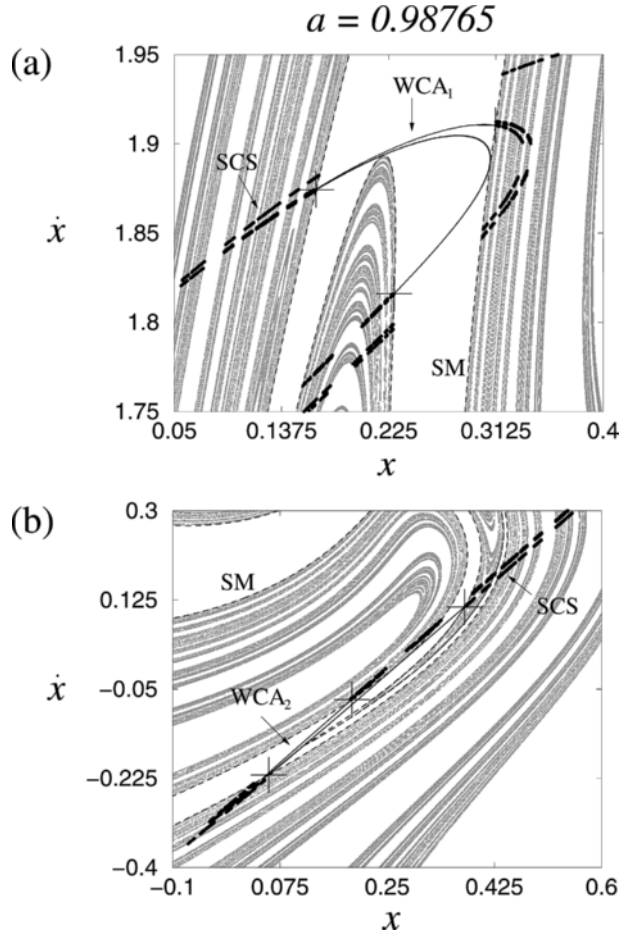 a = 0.98765
(a)
1.95
1.9
1.85
1.8
1.75
ẋ
WCA₁
SCS
SM
0.05
0.1375
0.225
0.3125
0.4
x
(b)
0.3
0.125
-0.05
-0.225
-0.4
ẋ
SM
SCS
WCA₂
-0.1
0.075
0.25
0.425
0.6
x